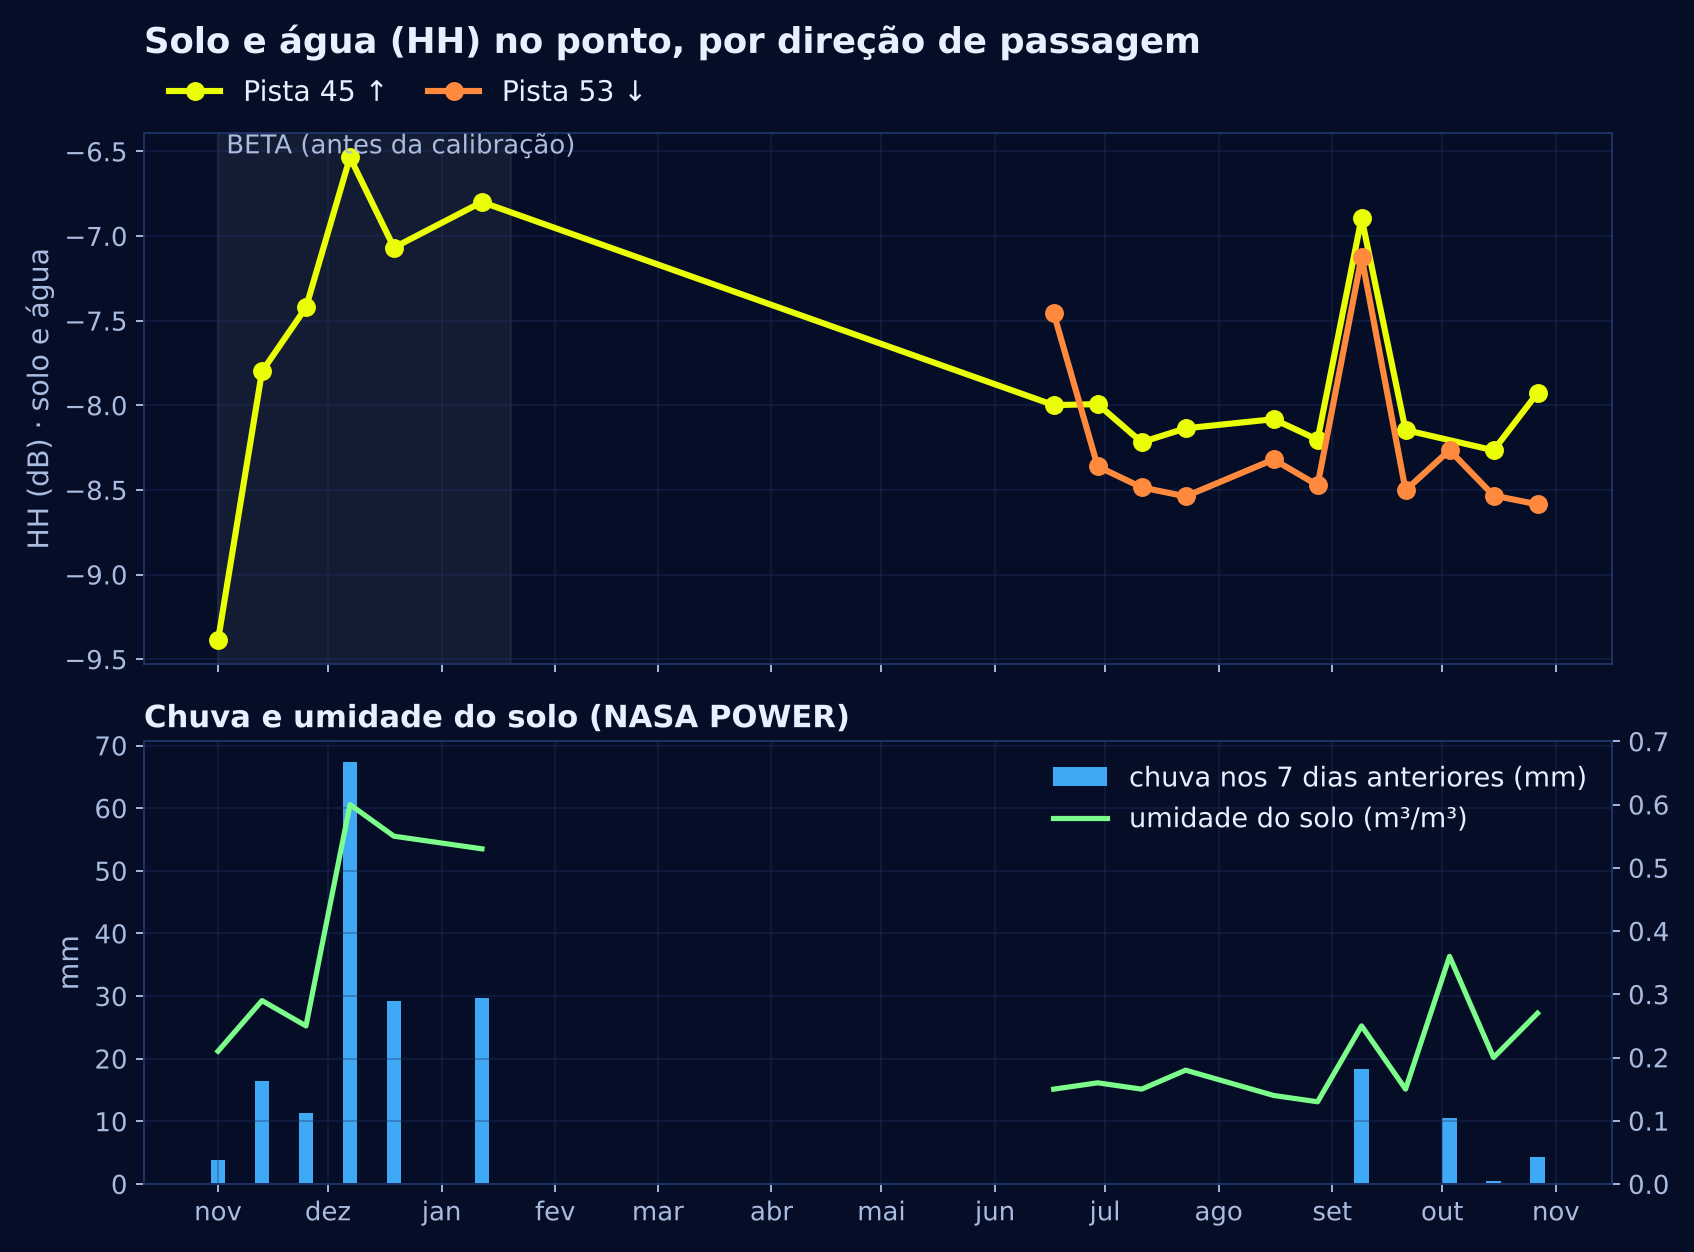 Solo e água (HH) no ponto, por direção de passagem
Pista 45 ↑
Pista 53 ↓
BETA (antes da calibração)
HH (dB) · solo e água
−6.5
−7.0
−7.5
−8.0
−8.5
−9.0
−9.5
Chuva e umidade do solo (NASA POWER)
chuva nos 7 dias anteriores (mm)
umidade do solo (m³/m³)
mm
70
60
50
40
30
20
10
0
0.7
0.6
0.5
0.4
0.3
0.2
0.1
0.0
nov dez jan fev mar abr mai jun jul ago set out nov